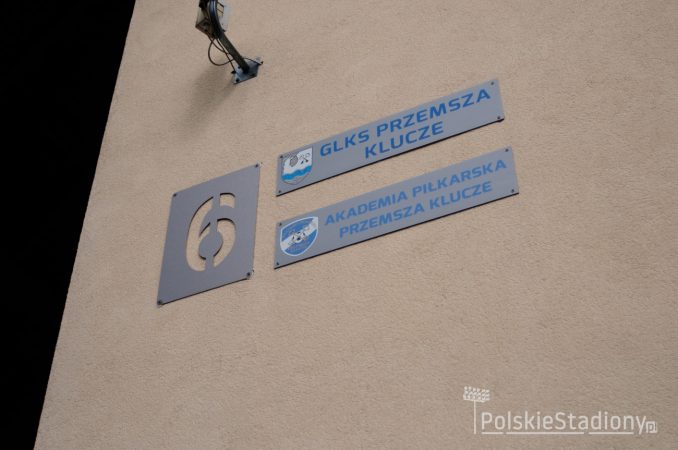 GLKS PRZEMSZA
KLUCZE
6
AKADEMIA PIŁKARSKA
PRZEMSZA KLUCZE
PolskieStadiony.pl